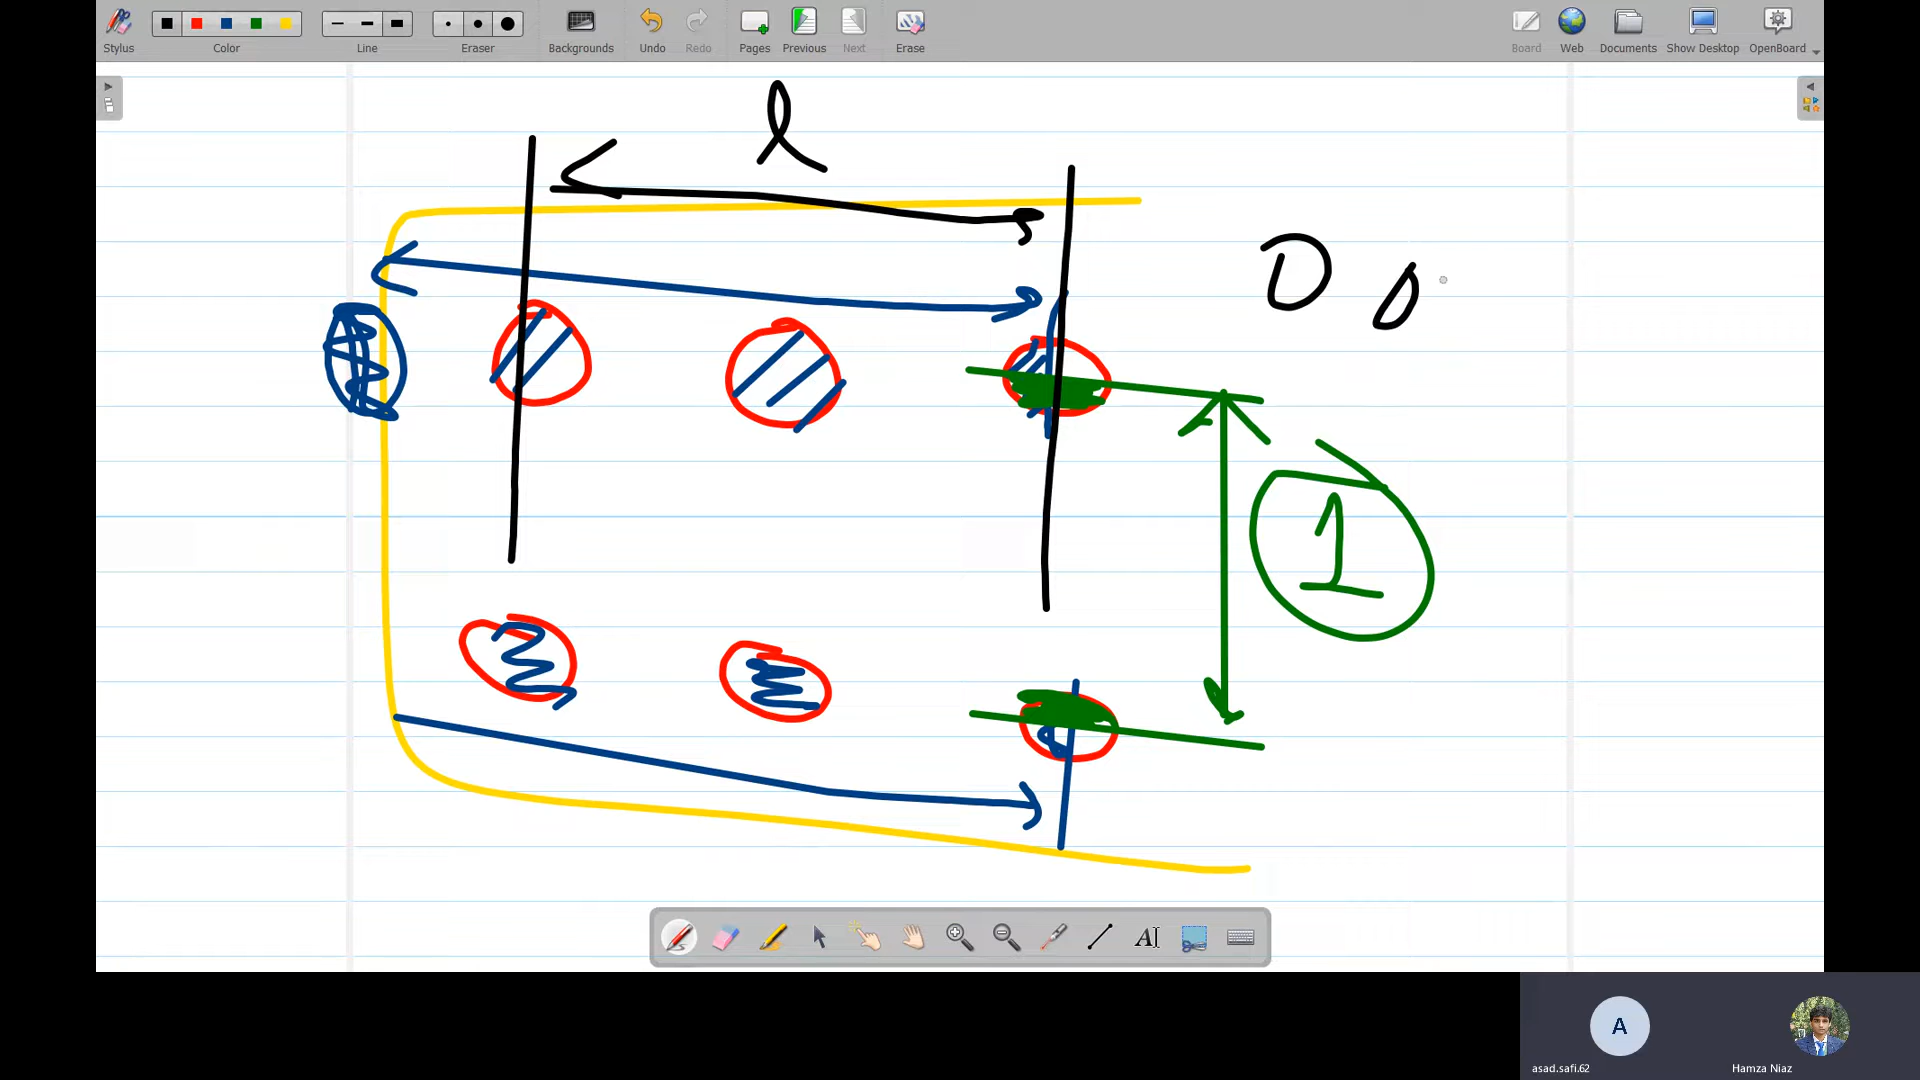 Stylus
Color
Line
Eraser
Backgrounds
Undo
Redo
Pages
Previous
Next
Erase
Board
Web
Documents
Show Desktop
OpenBoard
l
D
1
A
A
asad.safi.62
Hamza Niaz